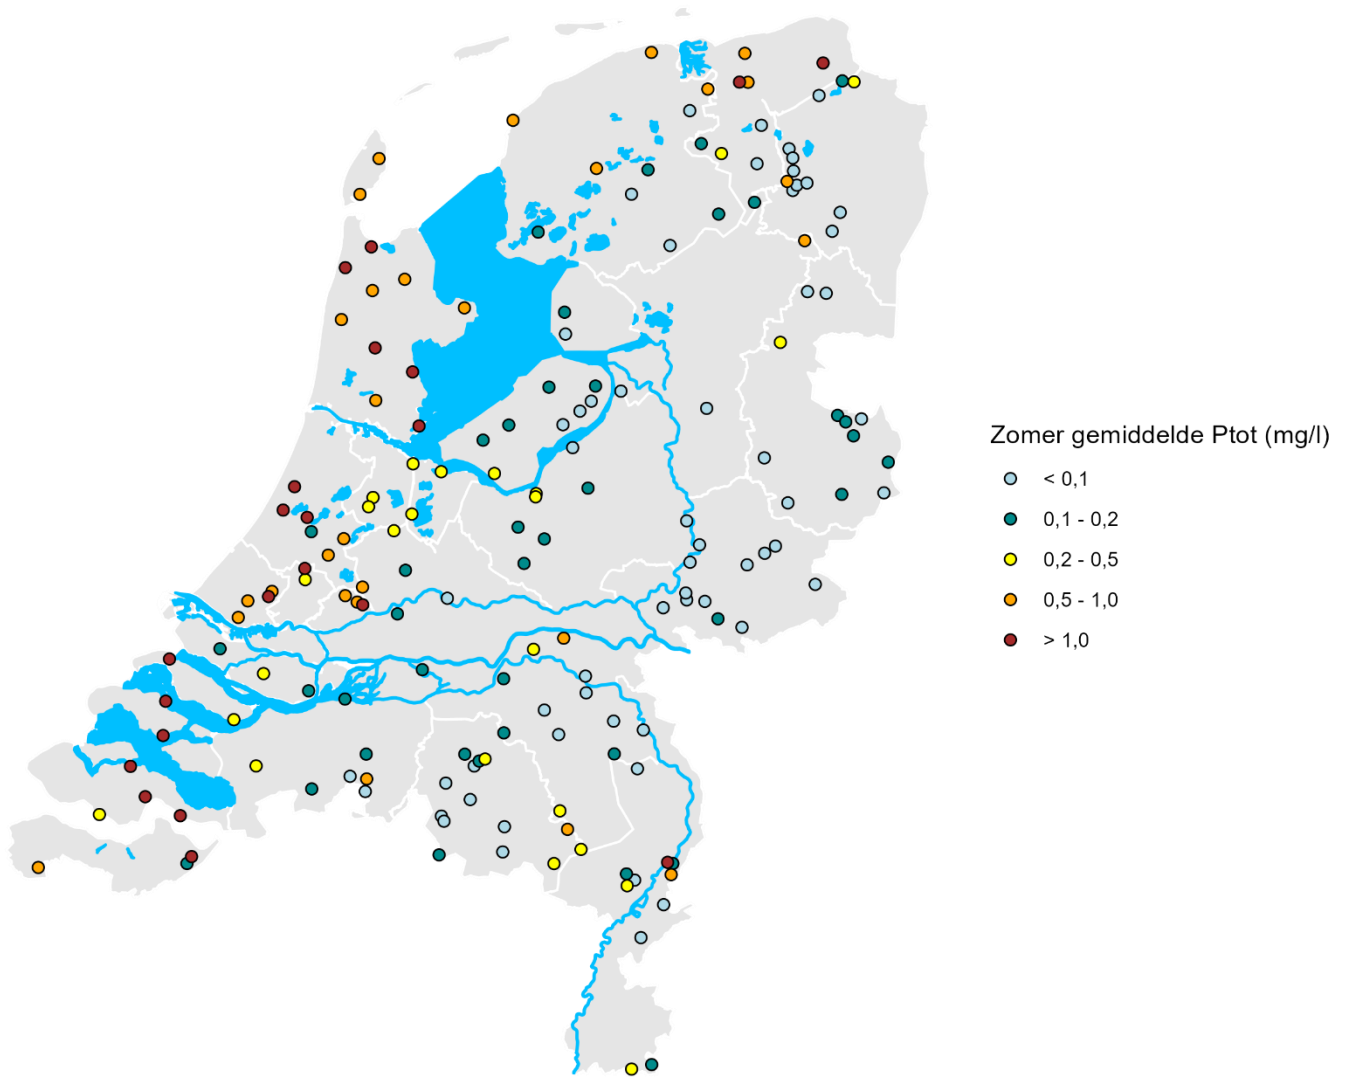 Zomer gemiddelde Ptot (mg/l)
< 0,1
0,1 - 0,2
0,2 - 0,5
0,5 - 1,0
> 1,0